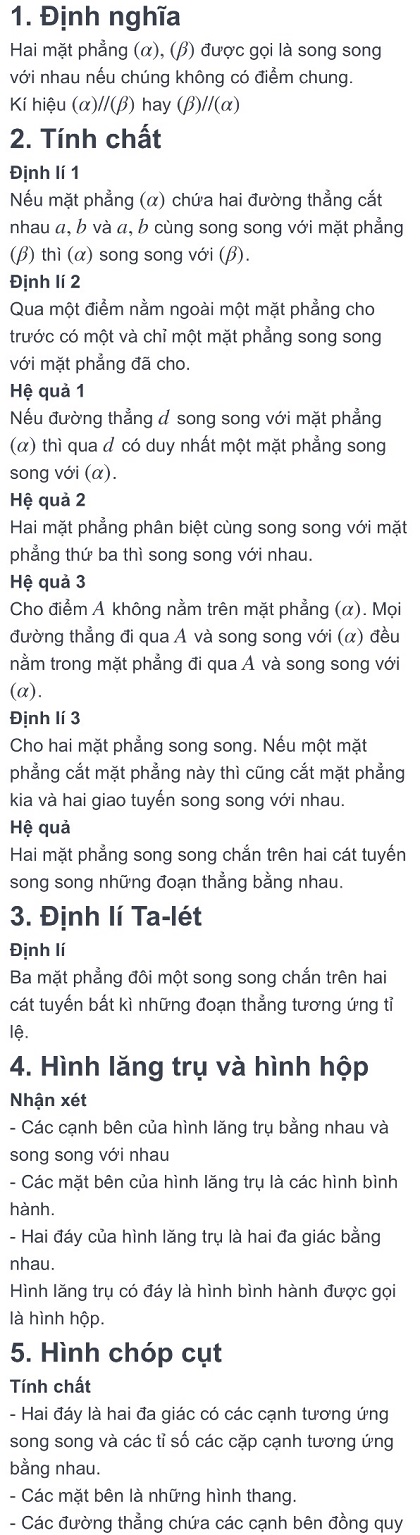 1. Định nghĩa
Hai mặt phẳng (α), (β) được gọi là song song
với nhau nếu chúng không có điểm chung.
Kí hiệu (α)//(β) hay (β)//(α)
2. Tính chất
Định lí 1
Nếu mặt phẳng (α) chứa hai đường thẳng cắt
nhau a, b và a, b cùng song song với mặt phẳng
(β) thì (α) song song với (β).
Định lí 2
Qua một điểm nằm ngoài một mặt phẳng cho
trước có một và chỉ một mặt phẳng song song
với mặt phẳng đã cho.
Hệ quả 1
Nếu đường thẳng d song song với mặt phẳng
(α) thì qua d có duy nhất một mặt phẳng song
song với (α).
Hệ quả 2
Hai mặt phẳng phân biệt cùng song song với mặt
phẳng thứ ba thì song song với nhau.
Hệ quả 3
Cho điểm A không nằm trên mặt phẳng (α). Mọi
đường thẳng đi qua A và song song với (α) đều
nằm trong mặt phẳng đi qua A và song song với
(α).
Định lí 3
Cho hai mặt phẳng song song. Nếu một mặt
phẳng cắt mặt phẳng này thì cũng cắt mặt phẳng
kia và hai giao tuyến song song với nhau.
Hệ quả
Hai mặt phẳng song song chắn trên hai cát tuyến
song song những đoạn thẳng bằng nhau.
3. Định lí Ta-lét
Định lí
Ba mặt phẳng đôi một song song chắn trên hai
cát tuyến bất kì những đoạn thẳng tương ứng tỉ
lệ.
4. Hình lăng trụ và hình hộp
Nhận xét
- Các cạnh bên của hình lăng trụ bằng nhau và
song song với nhau
- Các mặt bên của hình lăng trụ là các hình bình
hành.
- Hai đáy của hình lăng trụ là hai đa giác bằng
nhau.
Hình lăng trụ có đáy là hình bình hành được gọi
là hình hộp.
5. Hình chóp cụt
Tính chất
- Hai đáy là hai đa giác có các cạnh tương ứng
song song và các tỉ số các cặp cạnh tương ứng
bằng nhau.
- Các mặt bên là những hình thang.
- Các đường thẳng chứa các cạnh bên đồng quy